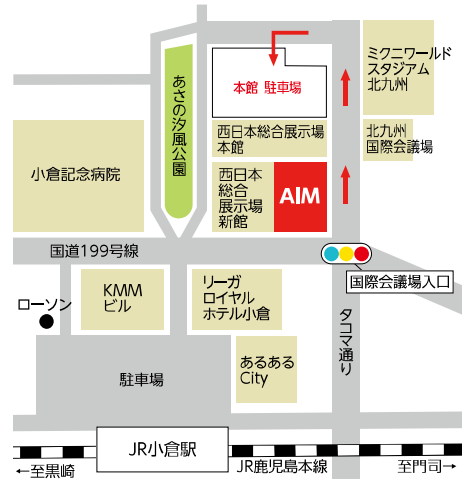 ミクニワールド
スタジアム
北九州
本館 駐車場
あさの汐風公園
西日本総合展示場
本館
北九州
国際会議場
小倉記念病院
西日本
総合
展示場
新館
AIM
国道199号線
国際会議場入口
KMM
ビル
リーガ
ロイヤル
ホテル小倉
ローソン
タコマ通り
あるある
City
駐車場
JR小倉駅
←至黒崎
JR鹿児島本線
至門司→